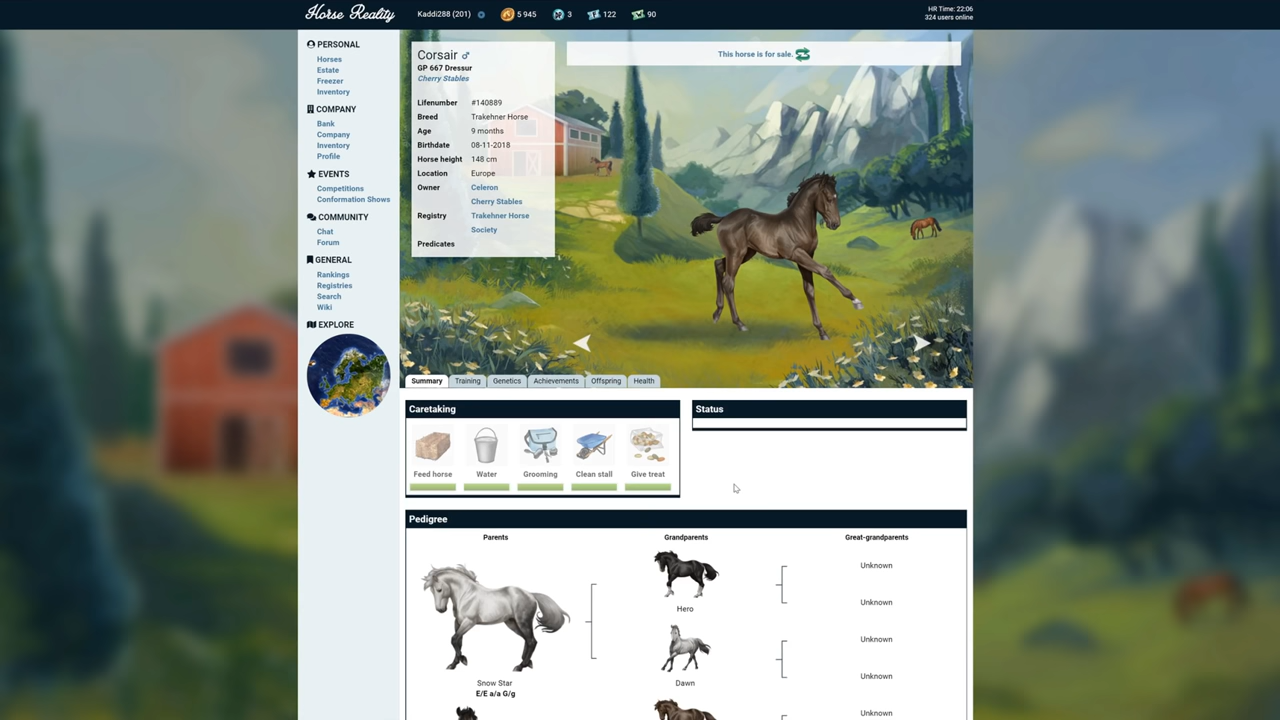 Horse Reality
Kaddi288 (201)
5 945
3
122
90
HR Time: 22:06
324 users online
PERSONAL
Horses
Estate
Freezer
Inventory
COMPANY
Bank
Company
Inventory
Profile
EVENTS
Competitions
Conformation Shows
COMMUNITY
Chat
Forum
GENERAL
Rankings
Registries
Search
Wiki
EXPLORE
Corsair ♂
GP 667 Dressur
Cherry Stables
Lifenumber #140889
Breed Trakehner Horse
Age 9 months
Birthdate 08-11-2018
Horse height 148 cm
Location Europe
Owner Celeron
Cherry Stables
Registry Trakehner Horse
Society
Predicates
This horse is for sale.
Summary Training Genetics Achievements Offspring Health
Caretaking
Feed horse Water Grooming Clean stall Give treat
Status
Pedigree
Parents Grandparents Great-grandparents
Unknown
Unknown
Hero
Unknown
Unknown
Dawn
Snow Star
E/E a/a G/g
Unknown